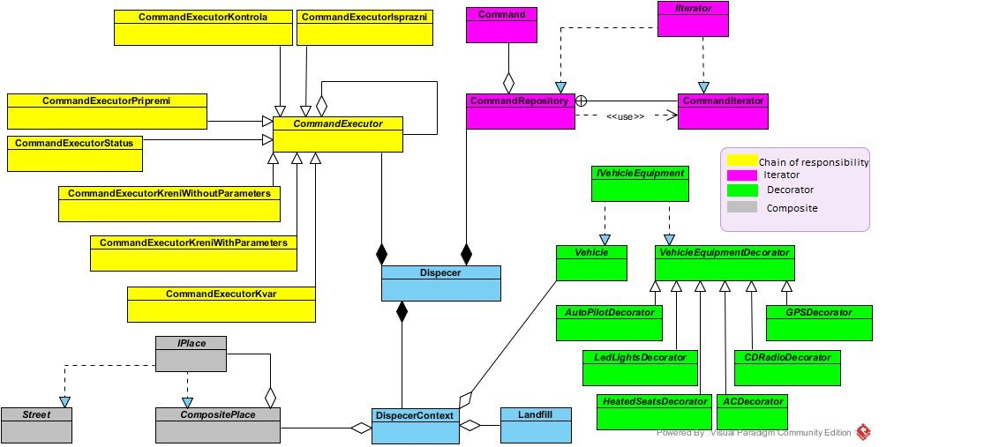 CommandExecutorKontrola
CommandExecutorIsprazni
Command
IIterator
CommandExecutorPripremi
CommandExecutor
CommandRepository
CommandIterator
<<use>>
CommandExecutorStatus
Chain of responsibility
Iterator
Decorator
Composite
IVehicleEquipment
CommandExecutorKreniWithoutParameters
CommandExecutorKreniWithParameters
Vehicle
VehicleEquipmentDecorator
Dispecer
CommandExecutorKvar
AutoPilotDecorator
GPSDecorator
IPlace
LedLightsDecorator
CDRadioDecorator
Street
CompositePlace
DispecerContext
Landfill
HeatedSeatsDecorator
ACDecorator
Powered By Visual Paradigm Community Edition